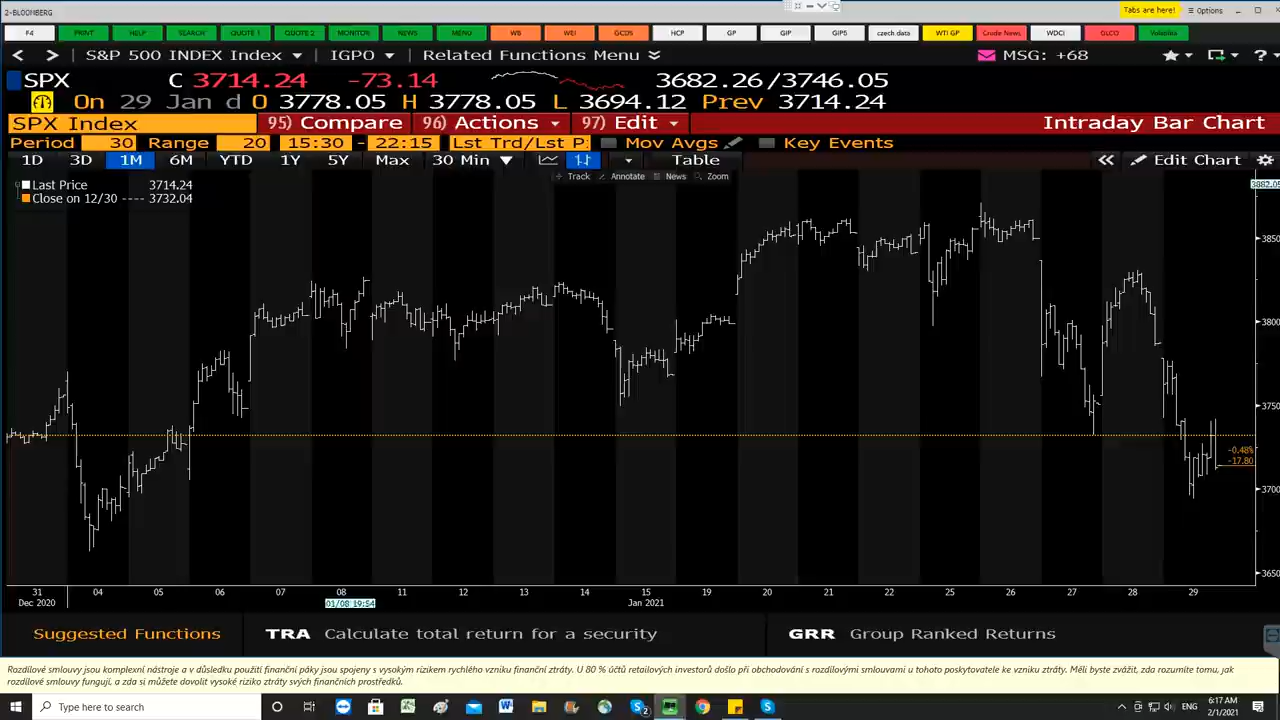 2-BLOOMBERG
Tabs are here!
Options
F4 PRINT HELP SEARCH QUOTE 1 QUOTE 2 MONITOR NEWS MENU WB WEI GCDS HCP GP GIP GIPS czech data WTI GP Crude News WDCI GLCO
S&P 500 INDEX Index IGPO Related Functions Menu MSG: +68
SPX C 3714.24 -73.14 3682.26/3746.05
On 29 Jan d O 3778.05 H 3778.05 L 3694.12 Prev 3714.24
SPX Index 95) Compare 96) Actions 97) Edit Intraday Bar Chart
Period 30 Range 20 15:30 - 22:15 Lst Trd/Lst P Mov Avgs Key Events
1D 3D 1M 6M YTD 1Y 5Y Max 30 Min Table Edit Chart
Track Annotate News Zoom
Last Price 3714.24
Close on 12/30 ---- 3732.04
3882.05
3850
3800
3750
-0.48%
-17.80
3700
3650
31 04 05 06 07 08 11 12 13 14 15 19 20 21 22 25 26 27 28 29
Dec 2020 01/08 19:54 Jan 2021
Suggested Functions TRA Calculate total return for a security GRR Group Ranked Returns
Rozdílové smlouvy jsou komplexní nástroje a v důsledku použití finanční páky jsou spojeny s vysokým rizikem rychlého vzniku finanční ztráty. U 80 % účtů retailových investorů došlo při obchodování s rozdílovými smlouvami u tohoto poskytovatele ke vzniku ztráty. Měli byste zvážit, zda rozumíte tomu, jak
rozdílové smlouvy fungují, a zda si můžete dovolit vysoké riziko ztráty svých finančních prostředků.
Type here to search
ENG
6:17 AM
2/1/2021